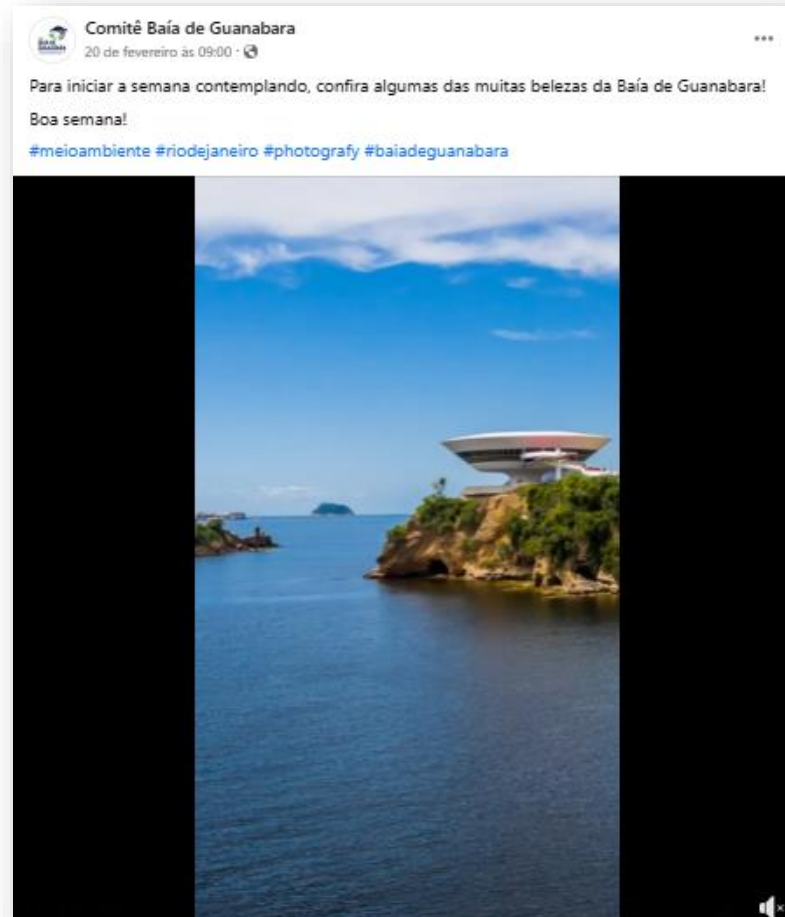 Comitê Baía de Guanabara
20 de fevereiro às 09:00 ·
Para iniciar a semana contemplando, confira algumas das muitas belezas da Baía de Guanabara!
Boa semana!
#meioambiente #riodejaneiro #photografy #baiadeguanabara